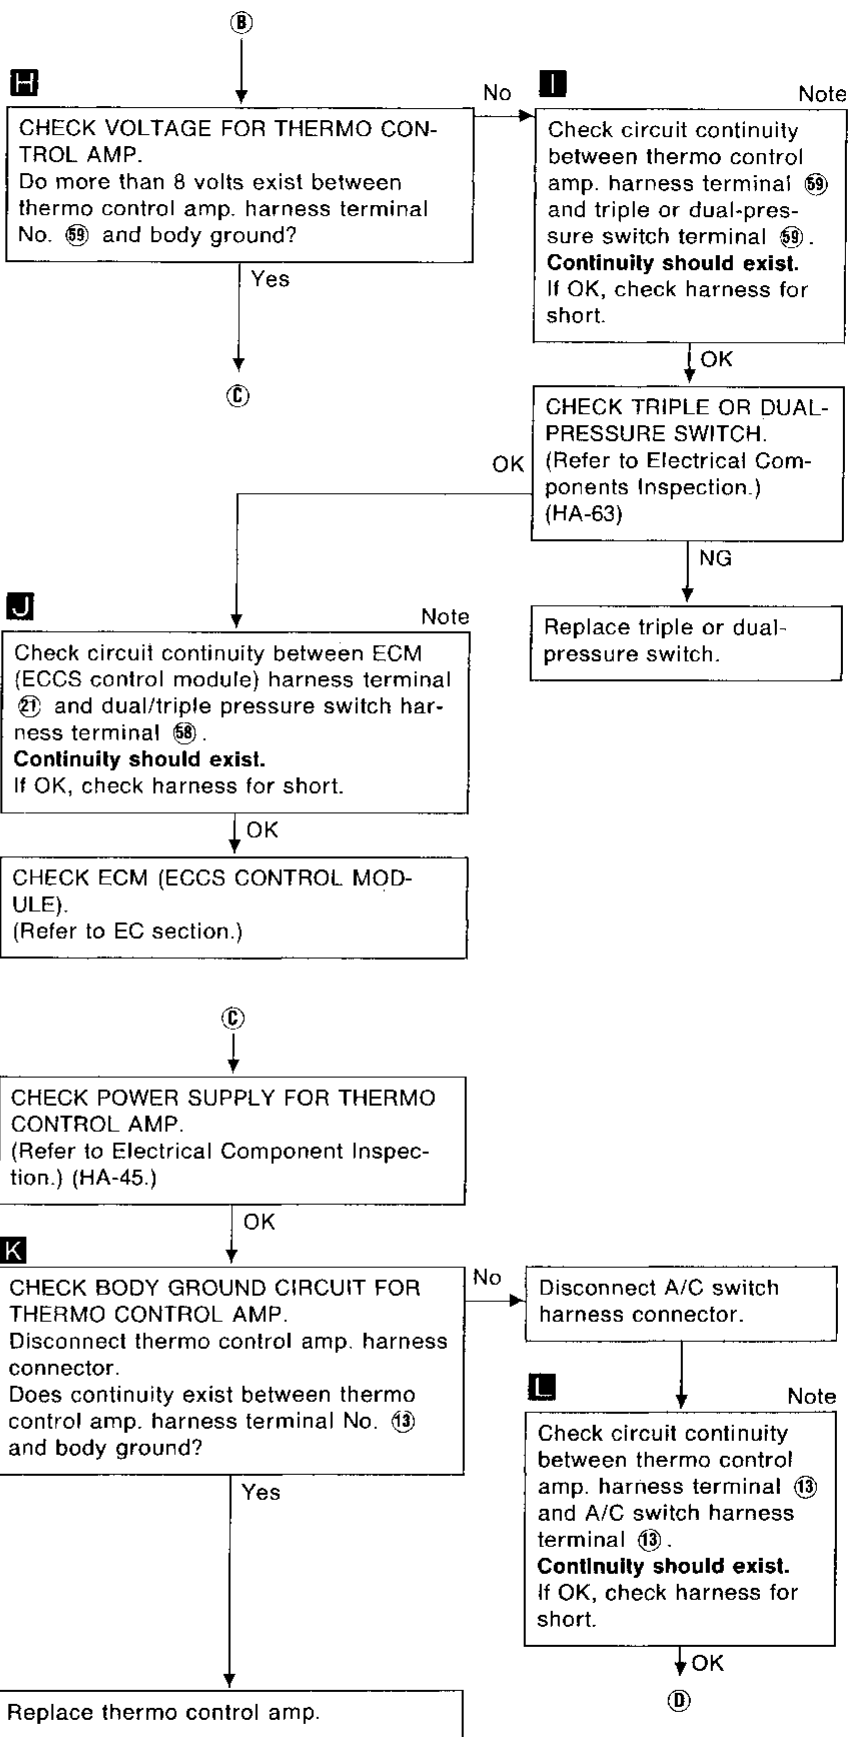 Ⓑ
H
CHECK VOLTAGE FOR THERMO CON-
TROL AMP.
Do more than 8 volts exist between
thermo control amp. harness terminal
No. 59 and body ground?
No
I
Note
Check circuit continuity
between thermo control
amp. harness terminal 59
and triple or dual-pres-
sure switch terminal 59.
Continuity should exist.
If OK, check harness for
short.
Yes
Ⓒ
OK
CHECK TRIPLE OR DUAL-
PRESSURE SWITCH.
(Refer to Electrical Com-
ponents Inspection.)
(HA-63)
OK
NG
Replace triple or dual-
pressure switch.
J
Note
Check circuit continuity between ECM
(ECCS control module) harness terminal
㉑ and dual/triple pressure switch har-
ness terminal 58.
Continuity should exist.
If OK, check harness for short.
OK
CHECK ECM (ECCS CONTROL MOD-
ULE).
(Refer to EC section.)
Ⓒ
CHECK POWER SUPPLY FOR THERMO
CONTROL AMP.
(Refer to Electrical Component Inspec-
tion.) (HA-45.)
OK
K
CHECK BODY GROUND CIRCUIT FOR
THERMO CONTROL AMP.
Disconnect thermo control amp. harness
connector.
Does continuity exist between thermo
control amp. harness terminal No. ⑬
and body ground?
No
Disconnect A/C switch
harness connector.
L
Note
Check circuit continuity
between thermo control
amp. harness terminal ⑬
and A/C switch harness
terminal ⑬.
Continuity should exist.
If OK, check harness for
short.
OK
Ⓓ
Yes
Replace thermo control amp.